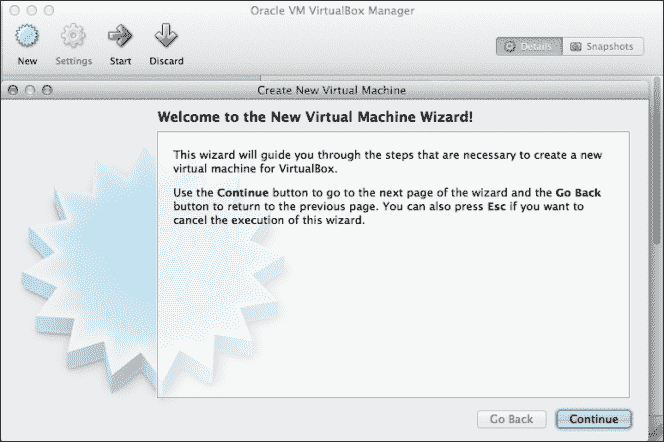 Oracle VM VirtualBox Manager
New Settings Start Discard
Details Snapshots
Create New Virtual Machine
Welcome to the New Virtual Machine Wizard!
This wizard will guide you through the steps that are necessary to create a new
virtual machine for VirtualBox.
Use the Continue button to go to the next page of the wizard and the Go Back
button to return to the previous page. You can also press Esc if you want to
cancel the execution of this wizard.
Go Back Continue